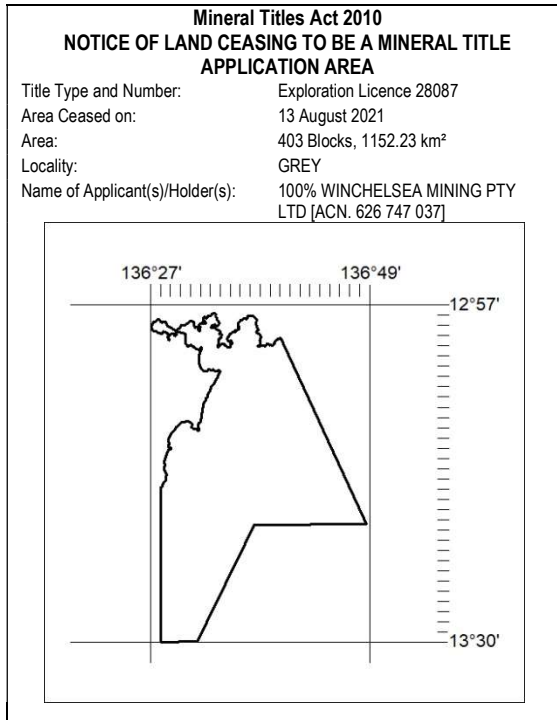 Mineral Titles Act 2010
NOTICE OF LAND CEASING TO BE A MINERAL TITLE
APPLICATION AREA
Title Type and Number: Exploration Licence 28087
Area Ceased on: 13 August 2021
Area: 403 Blocks, 1152.23 km²
Locality: GREY
Name of Applicant(s)/Holder(s): 100% WINCHELSEA MINING PTY
LTD [ACN. 626 747 037]
136°27' 136°49'
12°57'
13°30'